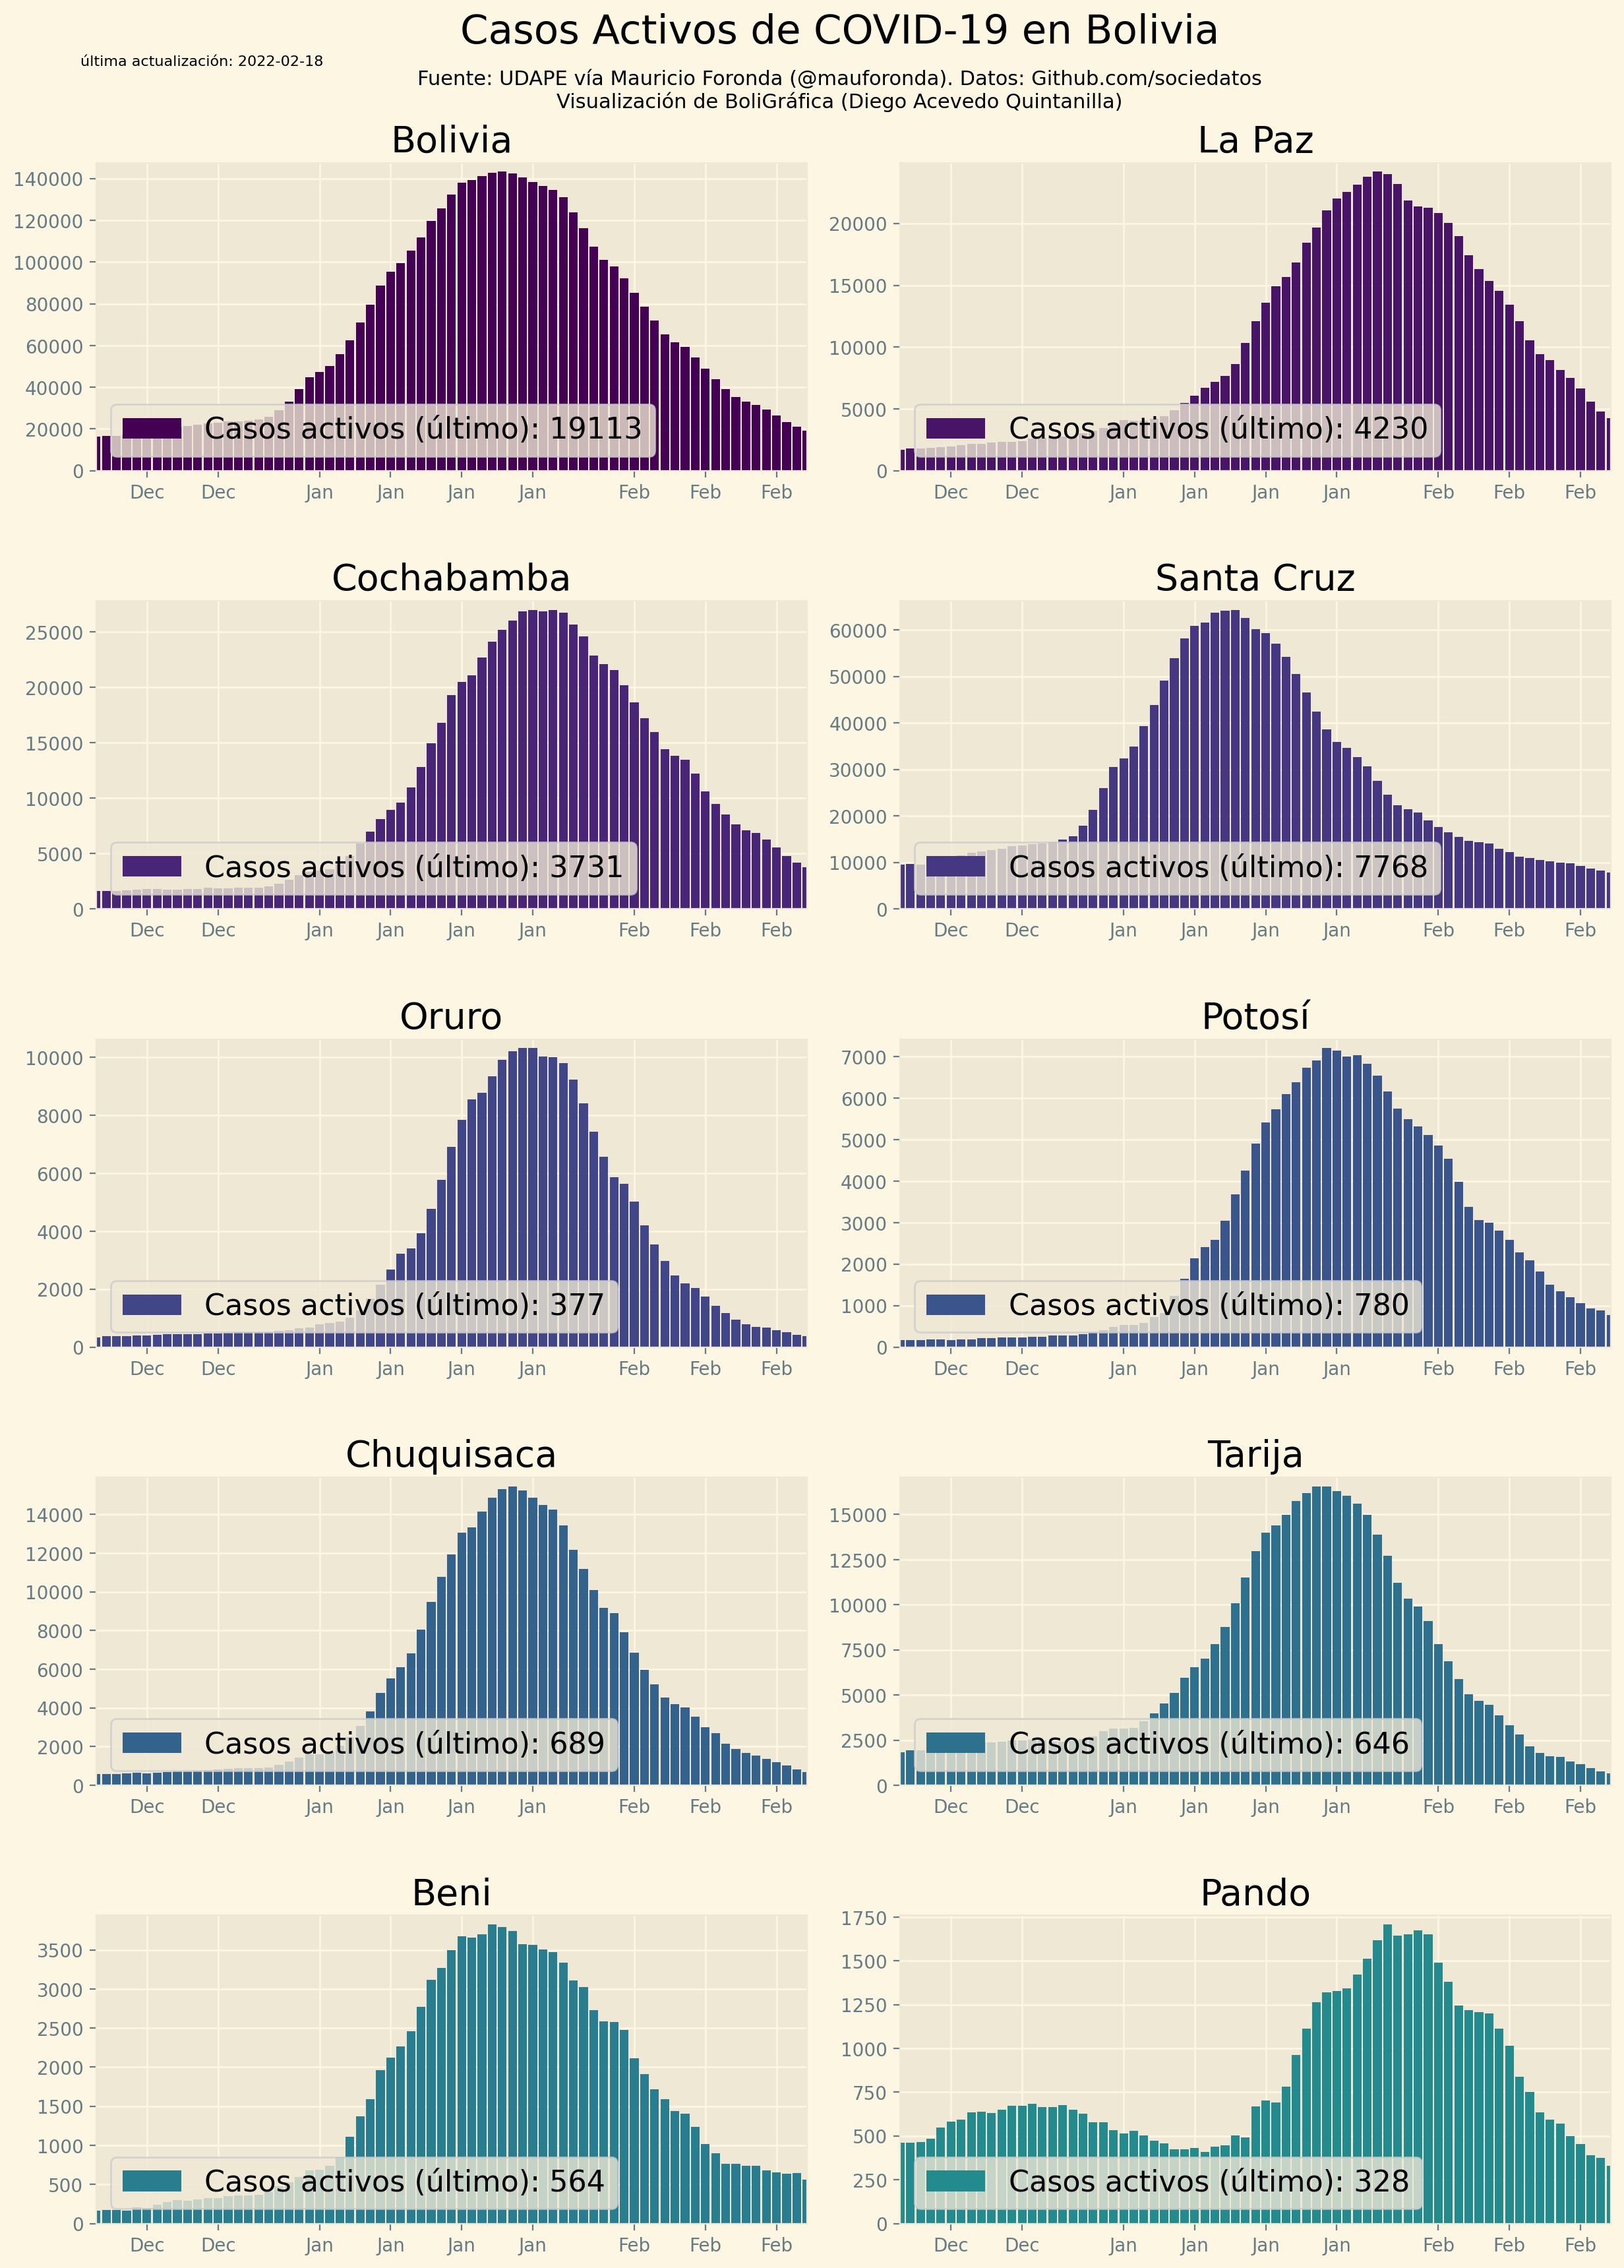 Casos Activos de COVID-19 en Bolivia
última actualización: 2022-02-18
Fuente: UDAPE vía Mauricio Foronda (@mauforonda). Datos: Github.com/sociedatos
Visualización de BoliGráfica (Diego Acevedo Quintanilla)
Bolivia
140000
120000
100000
80000
60000
40000
20000
0
Casos activos (último): 19113
Dec Dec Jan Jan Jan Jan Feb Feb Feb
La Paz
20000
15000
10000
5000
0
Casos activos (último): 4230
Dec Dec Jan Jan Jan Jan Feb Feb Feb
Cochabamba
25000
20000
15000
10000
5000
0
Casos activos (último): 3731
Dec Dec Jan Jan Jan Jan Feb Feb Feb
Santa Cruz
60000
50000
40000
30000
20000
10000
0
Casos activos (último): 7768
Dec Dec Jan Jan Jan Jan Feb Feb Feb
Oruro
10000
8000
6000
4000
2000
0
Casos activos (último): 377
Dec Dec Jan Jan Jan Jan Feb Feb Feb
Potosí
7000
6000
5000
4000
3000
2000
1000
0
Casos activos (último): 780
Dec Dec Jan Jan Jan Jan Feb Feb Feb
Chuquisaca
14000
12000
10000
8000
6000
4000
2000
0
Casos activos (último): 689
Dec Dec Jan Jan Jan Jan Feb Feb Feb
Tarija
15000
12500
10000
7500
5000
2500
0
Casos activos (último): 646
Dec Dec Jan Jan Jan Jan Feb Feb Feb
Beni
3500
3000
2500
2000
1500
1000
500
0
Casos activos (último): 564
Dec Dec Jan Jan Jan Jan Feb Feb Feb
Pando
1750
1500
1250
1000
750
500
250
0
Casos activos (último): 328
Dec Dec Jan Jan Jan Jan Feb Feb Feb